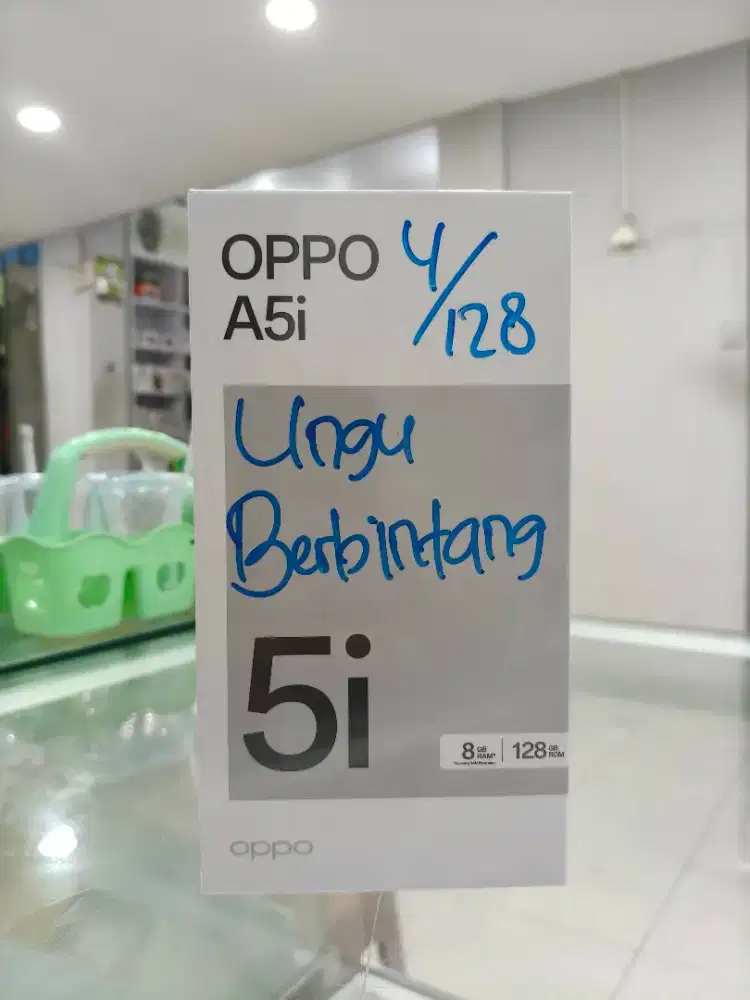 OPPO
A5i
4/128
Ungu
Berbintang
5i
8 GB RAM* 128 GB ROM
oppo